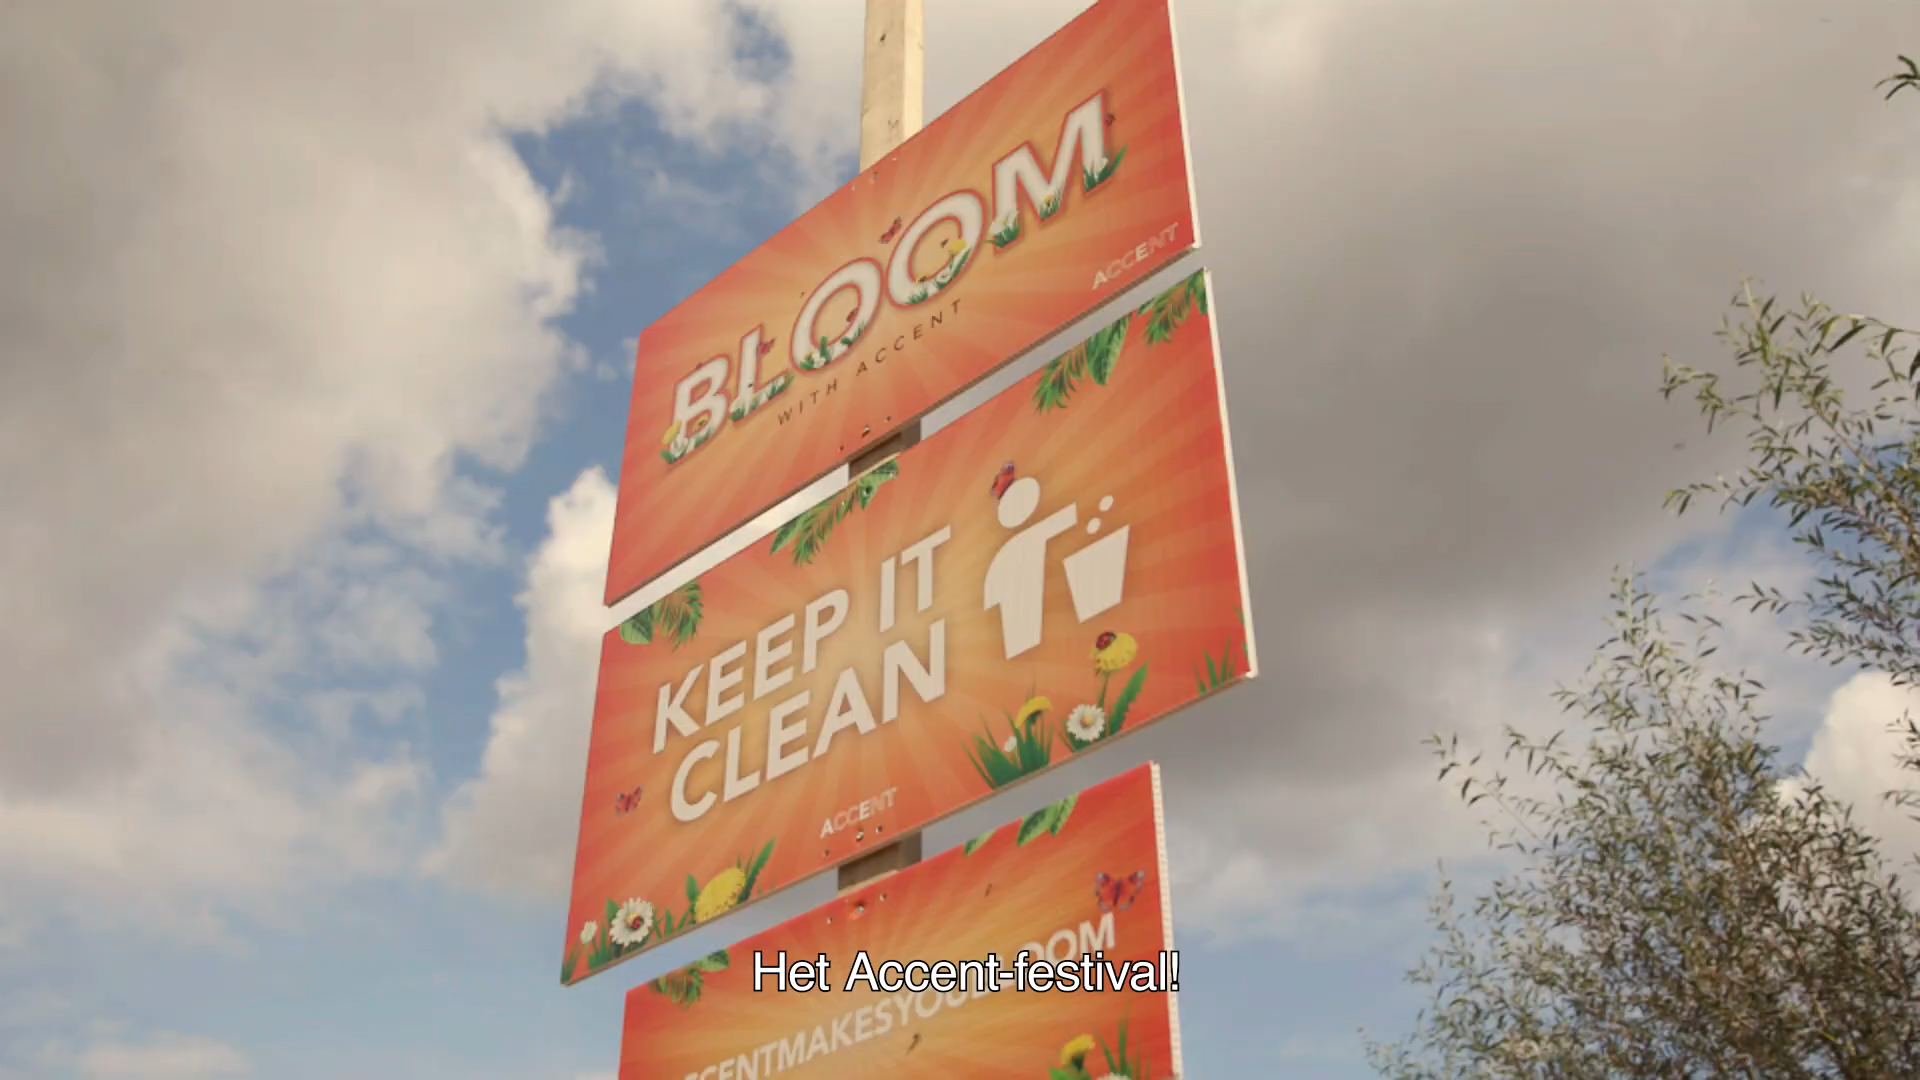 BLOOM
WITH ACCENT
ACCENT
KEEP IT
CLEAN
ACCENT
Het Accent-festival!